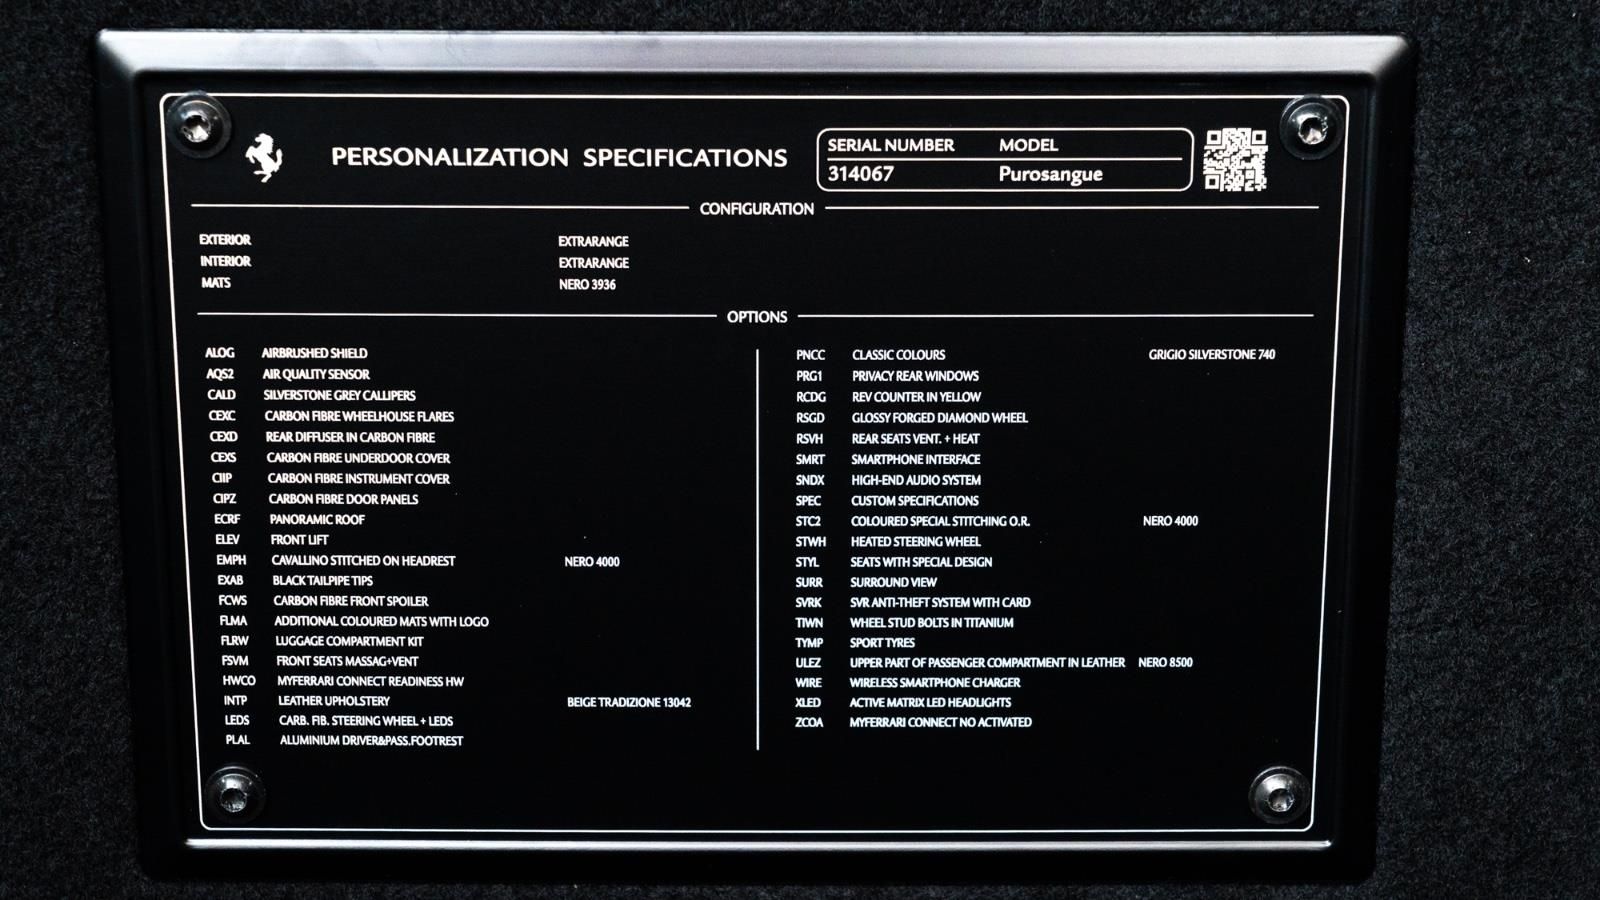 PERSONALIZATION SPECIFICATIONS
SERIAL NUMBER MODEL
314067 Purosangue
CONFIGURATION
EXTERIOR EXTRARANGE
INTERIOR EXTRARANGE
MATS NERO 3936
OPTIONS
ALOG AIRBRUSHED SHIELD
AQS2 AIR QUALITY SENSOR
CALD SILVERSTONE GREY CALLIPERS
CEXC CARBON FIBRE WHEELHOUSE FLARES
CEXD REAR DIFFUSER IN CARBON FIBRE
CEXS CARBON FIBRE UNDERDOOR COVER
CIIP CARBON FIBRE INSTRUMENT COVER
CIPZ CARBON FIBRE DOOR PANELS
ECRF PANORAMIC ROOF
ELEV FRONT LIFT
EMPH CAVALLINO STITCHED ON HEADREST NERO 4000
EXAB BLACK TAILPIPE TIPS
FCWS CARBON FIBRE FRONT SPOILER
FLMA ADDITIONAL COLOURED MATS WITH LOGO
FLRW LUGGAGE COMPARTMENT KIT
FSVM FRONT SEATS MASSAG+VENT
HWCO MYFERRARI CONNECT READINESS HW
INTP LEATHER UPHOLSTERY BEIGE TRADIZIONE 13042
LEDS CARB. FIB. STEERING WHEEL + LEDS
PLAL ALUMINIUM DRIVER&PASS.FOOTREST
PNCC CLASSIC COLOURS GRIGIO SILVERSTONE 740
PRG1 PRIVACY REAR WINDOWS
RCDG REV COUNTER IN YELLOW
RSGD GLOSSY FORGED DIAMOND WHEEL
RSVH REAR SEATS VENT. + HEAT
SMRT SMARTPHONE INTERFACE
SNDX HIGH-END AUDIO SYSTEM
SPEC CUSTOM SPECIFICATIONS
STC2 COLOURED SPECIAL STITCHING O.R. NERO 4000
STWH HEATED STEERING WHEEL
STYL SEATS WITH SPECIAL DESIGN
SURR SURROUND VIEW
SVRK SVR ANTI-THEFT SYSTEM WITH CARD
TIWN WHEEL STUD BOLTS IN TITANIUM
TYMP SPORT TYRES
ULEZ UPPER PART OF PASSENGER COMPARTMENT IN LEATHER NERO 8500
WIRE WIRELESS SMARTPHONE CHARGER
XLED ACTIVE MATRIX LED HEADLIGHTS
ZCOA MYFERRARI CONNECT NO ACTIVATED